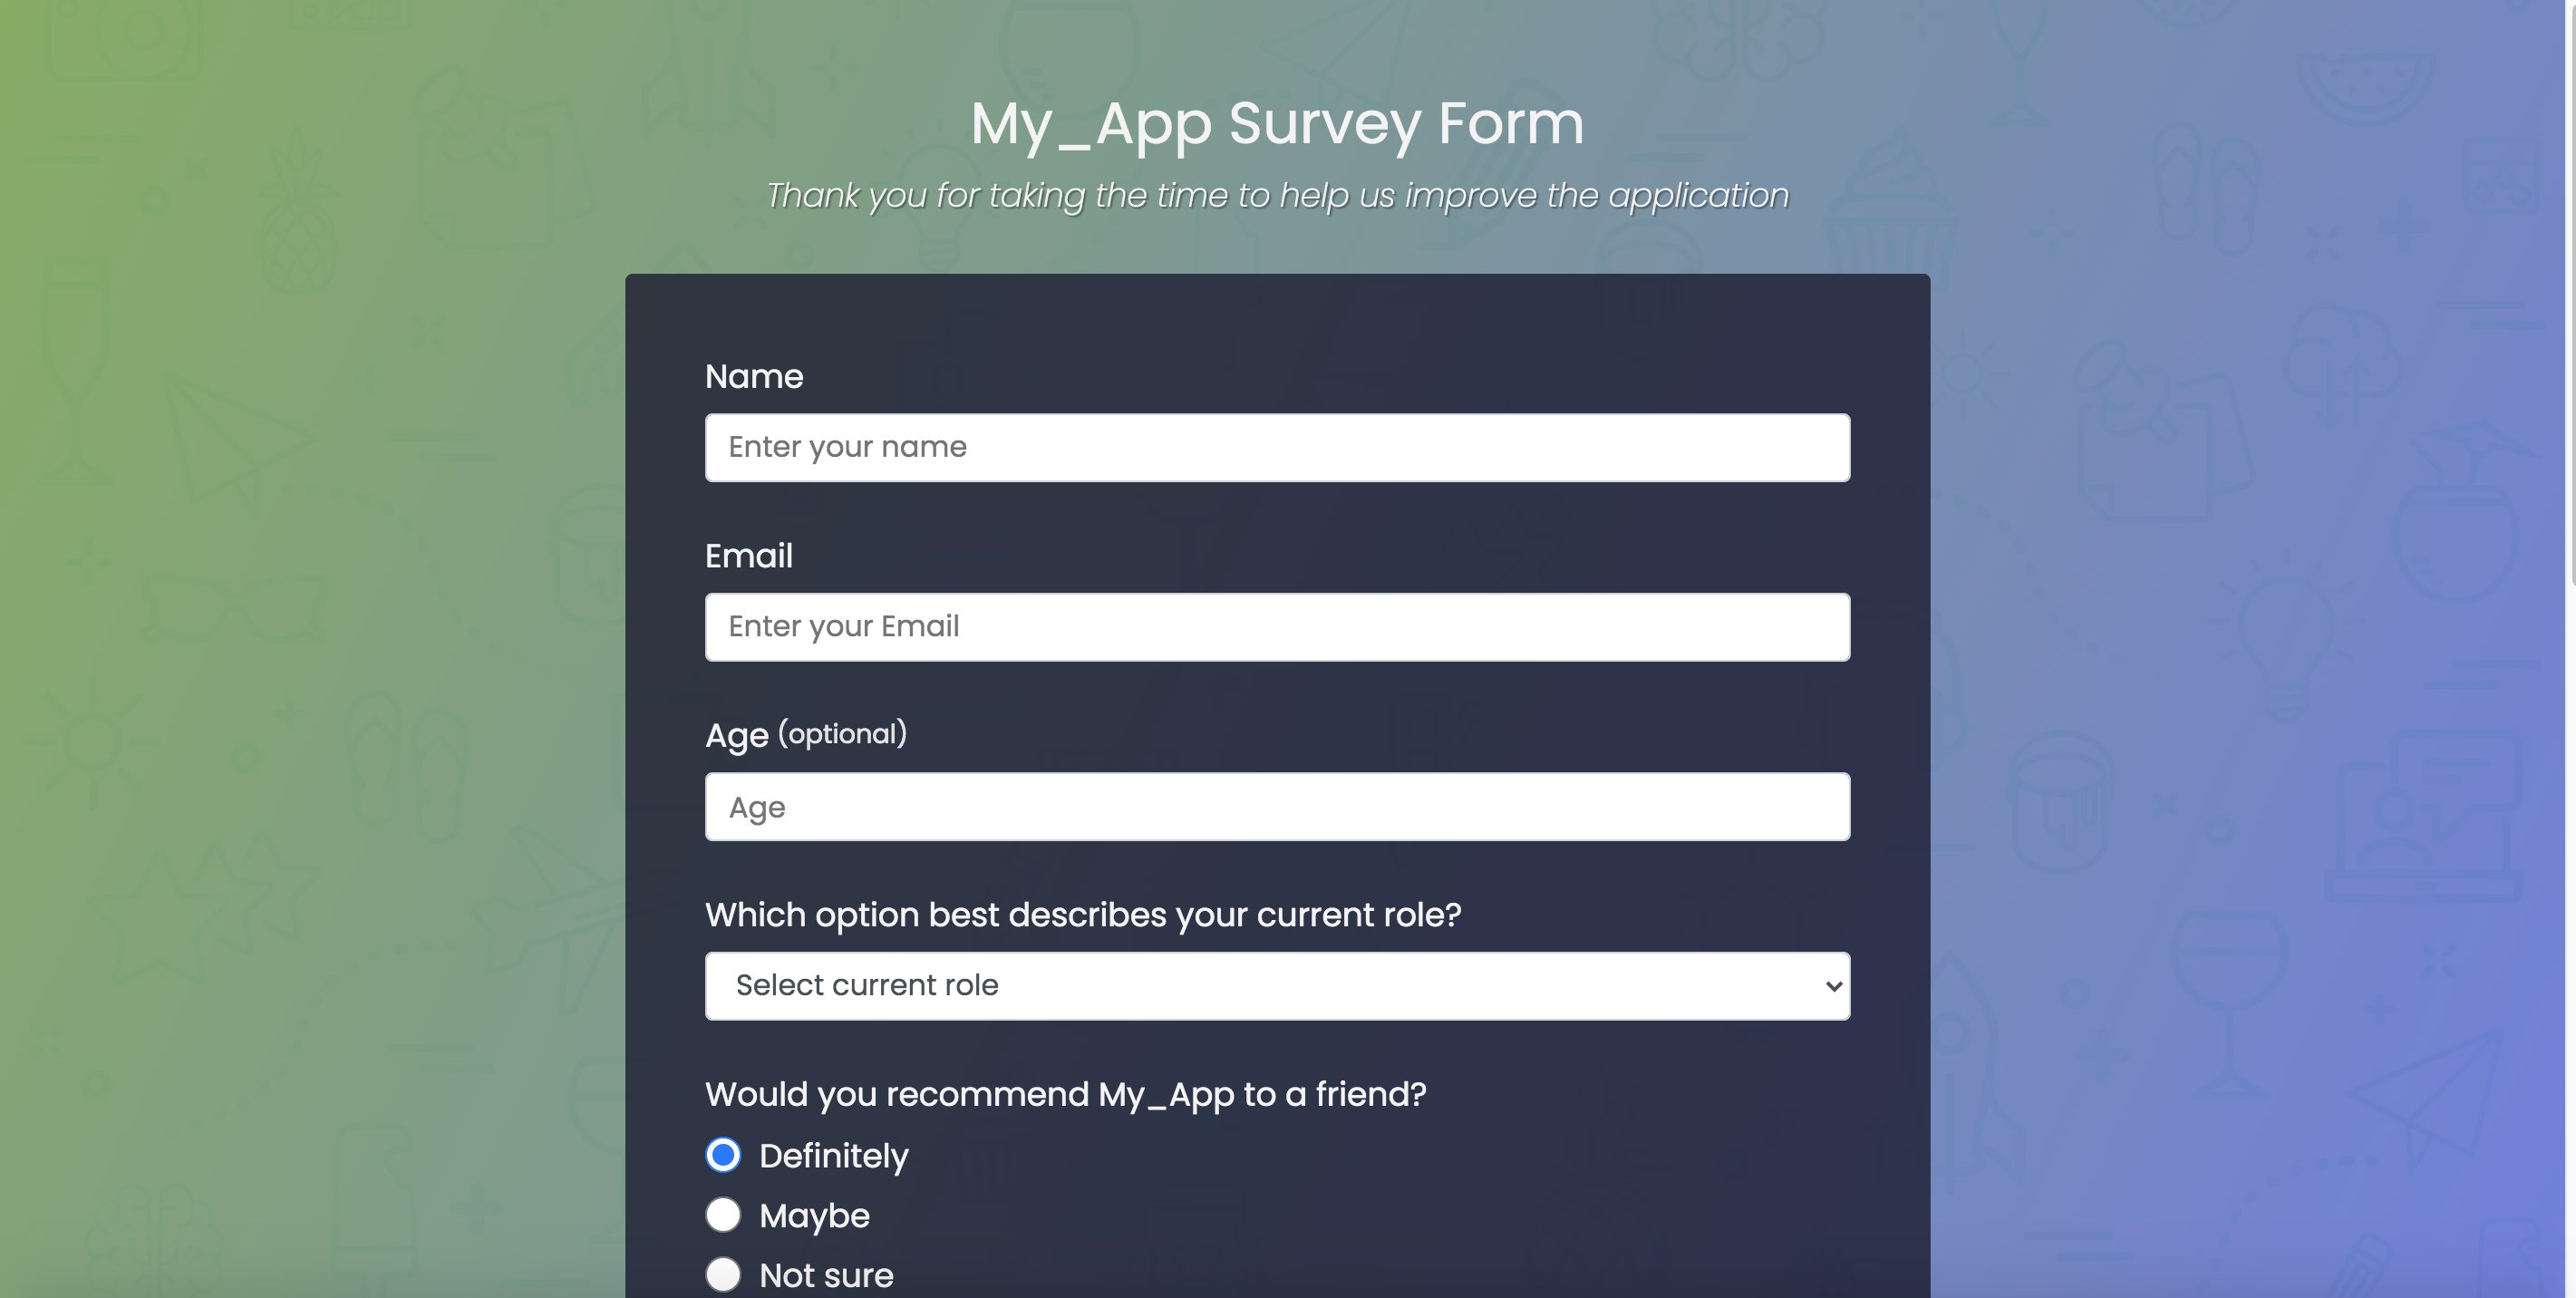 My_App Survey Form
Thank you for taking the time to help us improve the application
Name
Enter your name
Email
Enter your Email
Age (optional)
Age
Which option best describes your current role?
Select current role
Would you recommend My_App to a friend?
Definitely
Maybe
Not sure